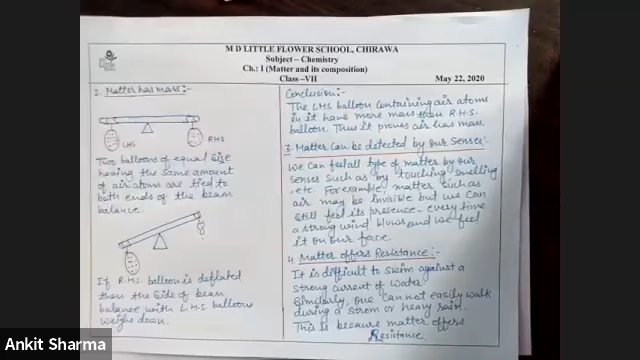 M D LITTLE FLOWER SCHOOL, CHIRAWA
Subject – Chemistry
Ch.: I (Matter and its composition)
Class –VII
May 22, 2020
Little
2. Matter has mass:-
LHS
RHS
Two balloons of equal size
having the same amount
of air atoms are tied to
both ends of the beam
balance.
If R.H.S balloon is deflated
then the side of beam
balance with L.H.S balloon
weight down.
Conclusion:-
The LHS balloon containing air atoms
in it have more mass than R.H.S.
balloon. Thus it proves air has mass.
3. Matter Can be detected by Our Senses:-
We Can feel all type of matter by our
senses such as by touching smelling
etc. For example, matter such as
air may be invisible but we Can
still feel its presence every time
a strong wind blows and we feel
it on our face.
4. Matter offers Resistance:-
It is difficult to swim against a
strong current of water.
Similarly, one Can not easily walk
during a strom or heavy rain.
This is because matter offers
Resistance.
Ankit Sharma